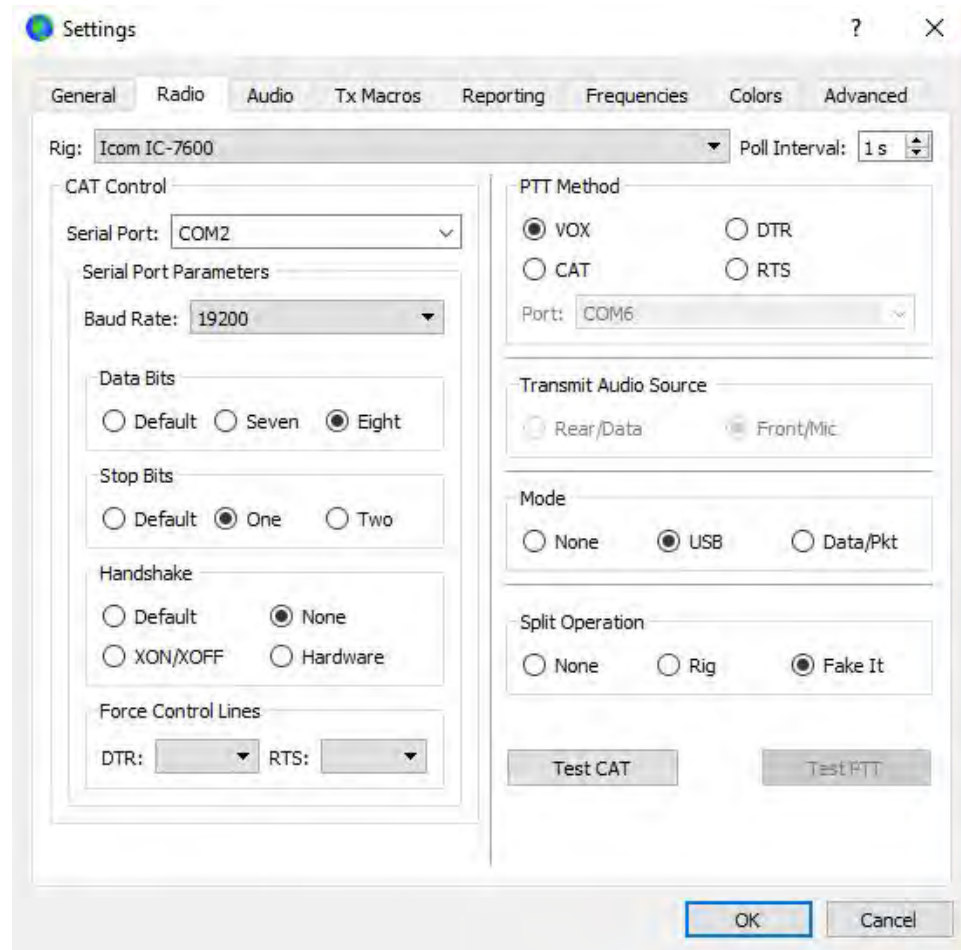 Settings
?
General Radio Audio Tx Macros Reporting Frequencies Colors Advanced
Rig: Icom IC-7600
Poll Interval: 1 s
CAT Control
Serial Port: COM2
Serial Port Parameters
Baud Rate: 19200
Data Bits
Default Seven Eight
Stop Bits
Default One Two
Handshake
Default None
XON/XOFF Hardware
Force Control Lines
DTR: RTS:
PTT Method
VOX DTR
CAT RTS
Port: COM6
Transmit Audio Source
Rear/Data Front/Mic
Mode
None USB Data/Pkt
Split Operation
None Rig Fake It
Test CAT Test PTT
OK Cancel